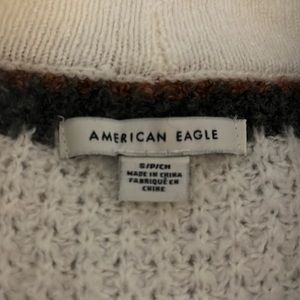 AMERICAN EAGLE
S/P/CH
MADE IN CHINA
FABRIQUÉ EN
CHINE